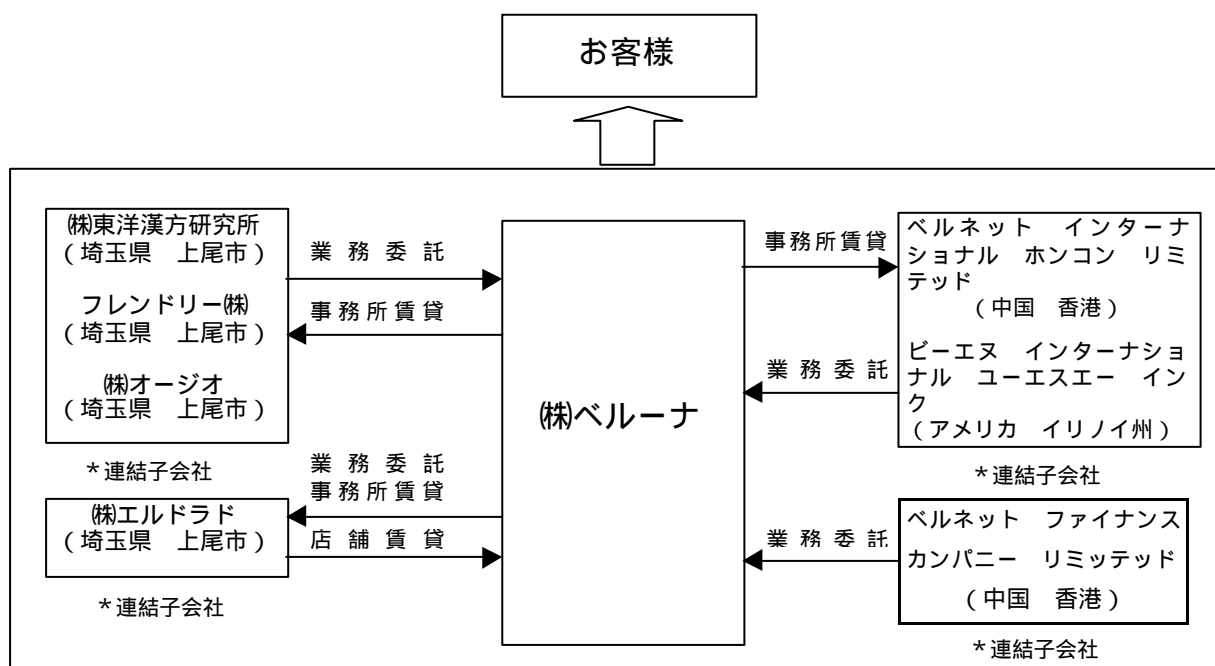 お客様
㈱東洋漢方研究所
(埼玉県 上尾市)
フレンドリー㈱
(埼玉県 上尾市)
㈱オージオ
(埼玉県 上尾市)
*連結子会社
㈱エルドラド
(埼玉県 上尾市)
*連結子会社
業務委託
事務所賃貸
業務委託
事務所賃貸
店舗賃貸
㈱ベルーナ
事務所賃貸
業務委託
業務委託
ベルネット インターナ
ショナル ホンコン リミ
テッド
(中国 香港)
ビーエヌ インターナショ
ナル ユーエスエー イン
ク
(アメリカ イリノイ州)
*連結子会社
ベルネット ファイナンス
カンパニー リミッテッド
(中国 香港)
*連結子会社